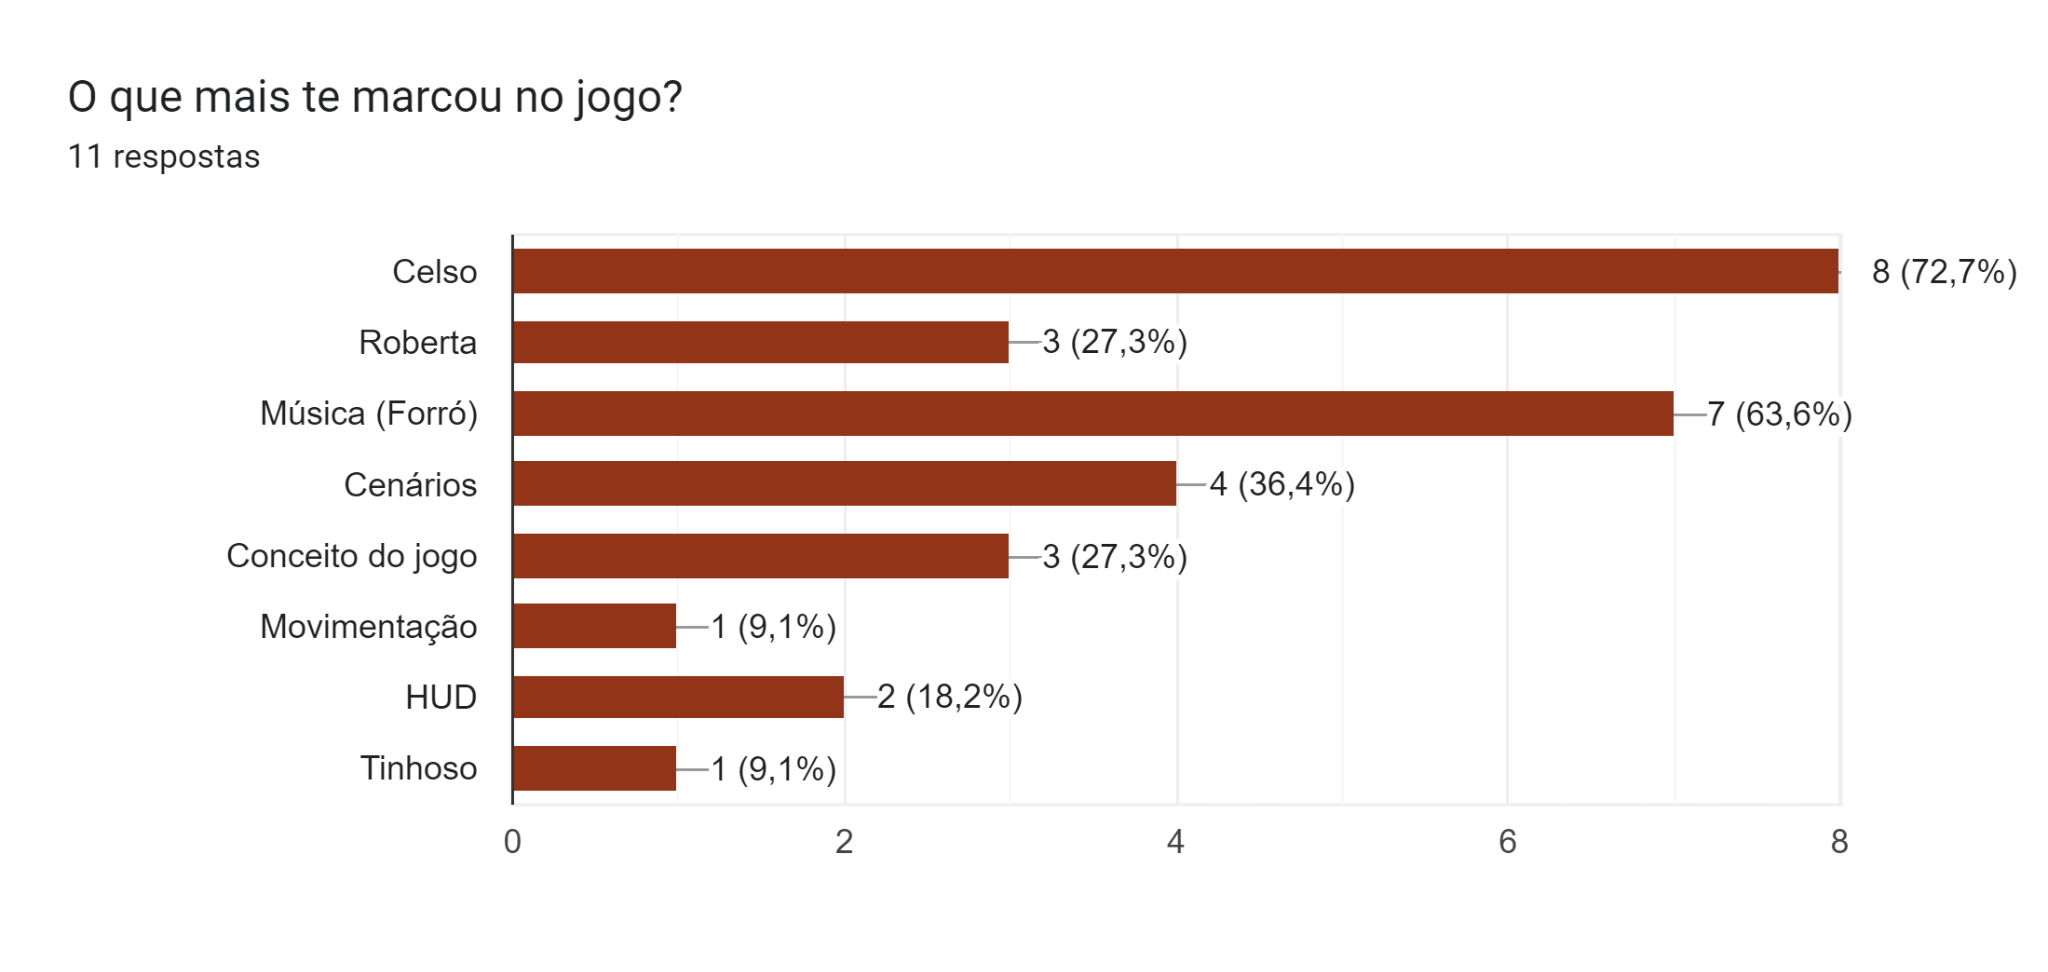 O que mais te marcou no jogo?
11 respostas
Celso 8 (72,7%)
Roberta 3 (27,3%)
Música (Forró) 7 (63,6%)
Cenários 4 (36,4%)
Conceito do jogo 3 (27,3%)
Movimentação 1 (9,1%)
HUD 2 (18,2%)
Tinhoso 1 (9,1%)
0 2 4 6 8